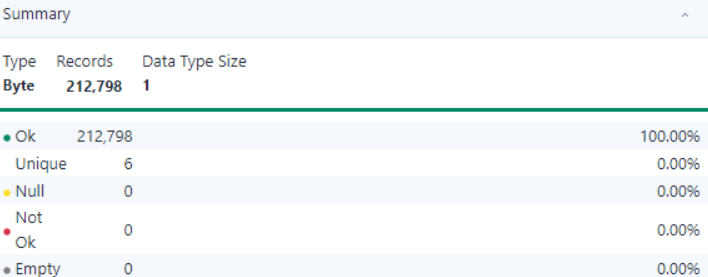 Summary
Type Records Data Type Size
Byte 212,798 1
Ok 212,798 100.00%
Unique 6 0.00%
Null 0 0.00%
Not
Ok 0 0.00%
Empty 0 0.00%